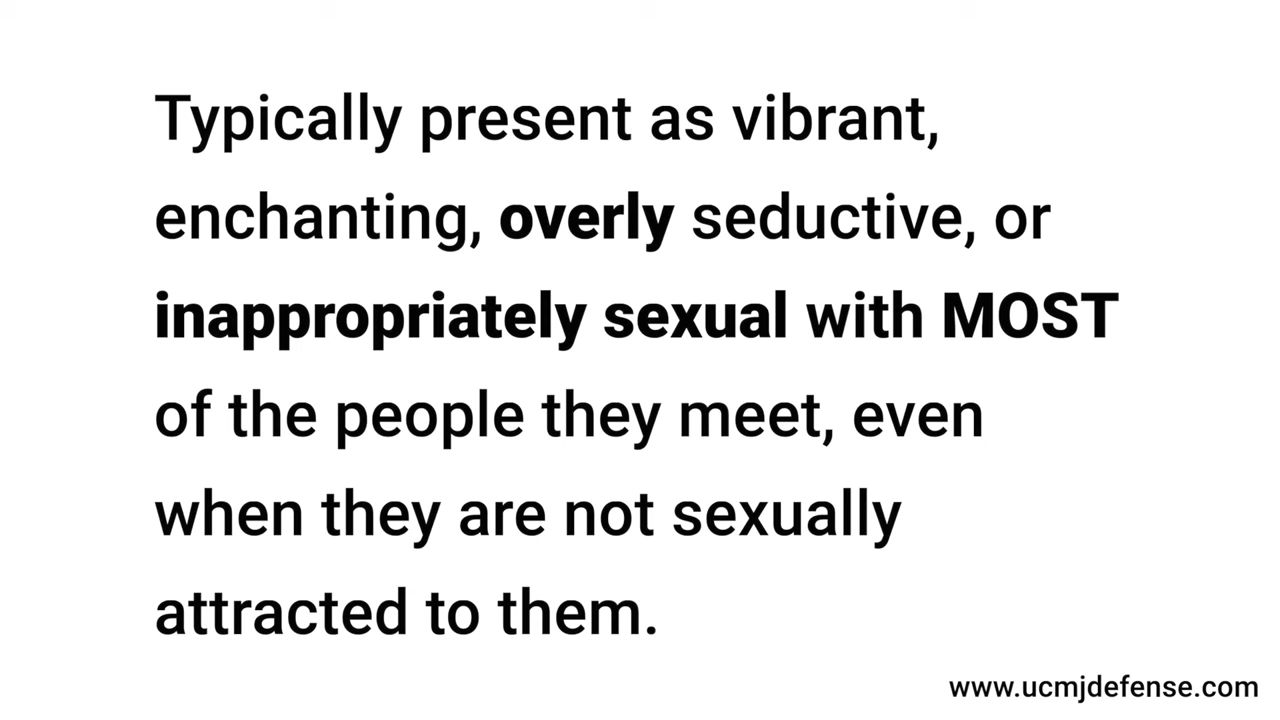 Typically present as vibrant,
enchanting, overly seductive, or
inappropriately sexual with MOST
of the people they meet, even
when they are not sexually
attracted to them.
www.ucmjdefense.com